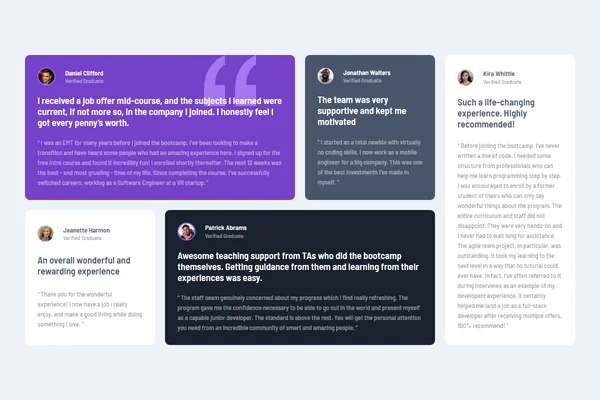 Daniel Clifford
Verified Graduate
I received a job offer mid-course, and the subjects I learned were
current, if not more so, in the company I joined. I honestly feel I
got every penny's worth.
" I was an EMT for many years before I joined the bootcamp. I've been looking to make a
transition and have heard some people who had an amazing experience here. I signed up for the
free intro course and found it incredibly fun! I enrolled shortly thereafter. The next 12 weeks was
the best - and most grueling - time of my life. Since completing the course, I've successfully
switched careers, working as a Software Engineer at a VR startup. "
Jonathan Walters
Verified Graduate
The team was very
supportive and kept me
motivated
" I started as a total newbie with virtually
no coding skills. I now work as a mobile
engineer for a big company. This was one
of the best investments I've made in
myself. "
Kira Whittle
Verified Graduate
Such a life-changing
experience. Highly
recommended!
" Before joining the bootcamp, I've never
written a line of code. I needed some
structure from professionals who can
help me learn programming step by step.
I was encouraged to enroll by a former
student of theirs who can only say
wonderful things about the program. The
entire curriculum and staff did not
disappoint. They were very hands-on and
I never had to wait long for assistance.
The agile team project, in particular, was
outstanding. It took my learning to the
next level in a way that no tutorial could
ever have. In fact, I've often referred to it
during interviews as an example of my
developent experience. It certainly
helped me land a job as a full-stack
developer after receiving multiple offers.
100% recommend! "
Jeanette Harmon
Verified Graduate
An overall wonderful and
rewarding experience
" Thank you for the wonderful
experience! I now have a job I really
enjoy, and make a good living while doing
something I love. "
Patrick Abrams
Verified Graduate
Awesome teaching support from TAs who did the bootcamp
themselves. Getting guidance from them and learning from their
experiences was easy.
" The staff seem genuinely concerned about my progress which I find really refreshing. The
program gave me the confidence necessary to be able to go out in the world and present myself
as a capable junior developer. The standard is above the rest. You will get the personal attention
you need from an incredible community of smart and amazing people. "